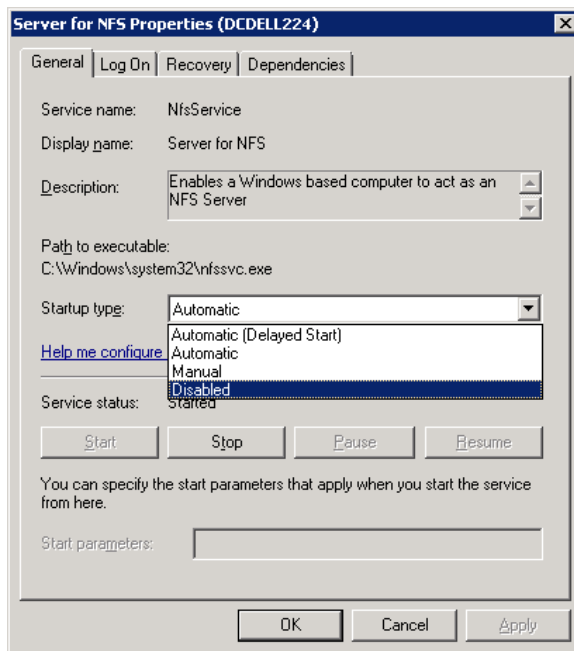 Server for NFS Properties (DCDELL224)
General Log On Recovery Dependencies
Service name: NfsService
Display name: Server for NFS
Description: Enables a Windows based computer to act as an
NFS Server
Path to executable:
C:\Windows\system32\nfssvc.exe
Startup type: Automatic
Automatic (Delayed Start)
Help me configure Automatic
Manual
Disabled
Service status: Started
Start Stop Pause Resume
You can specify the start parameters that apply when you start the service
from here.
Start parameters:
OK Cancel Apply